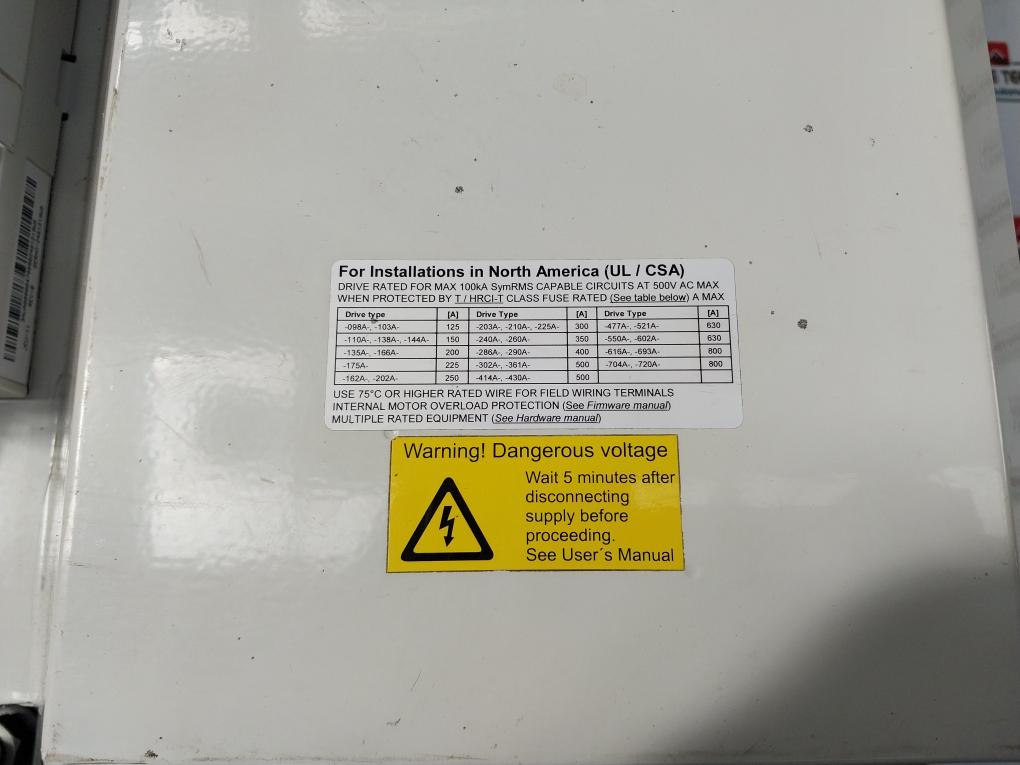 For Installations in North America (UL / CSA)
DRIVE RATED FOR MAX 100kA SymRMS CAPABLE CIRCUITS AT 500V AC MAX
WHEN PROTECTED BY T / HRCI-T CLASS FUSE RATED (See table below) A MAX
Drive type [A] Drive Type [A] Drive Type [A]
-098A-, -103A- 125 -203A-, -210A-, -225A- 300 -477A-, -521A- 630
-110A-, -138A-, -144A- 150 -240A-, -260A- 350 -550A-, -602A- 630
-135A-, -166A- 200 -286A-, -290A- 400 -616A-, -693A- 800
-175A- 225 -302A-, -361A- 500 -704A-, -720A- 800
-162A-, -202A- 250 -414A-, -430A- 500
USE 75°C OR HIGHER RATED WIRE FOR FIELD WIRING TERMINALS
INTERNAL MOTOR OVERLOAD PROTECTION (See Firmware manual)
MULTIPLE RATED EQUIPMENT (See Hardware manual)
Warning! Dangerous voltage
Wait 5 minutes after
disconnecting
supply before
proceeding.
See User´s Manual